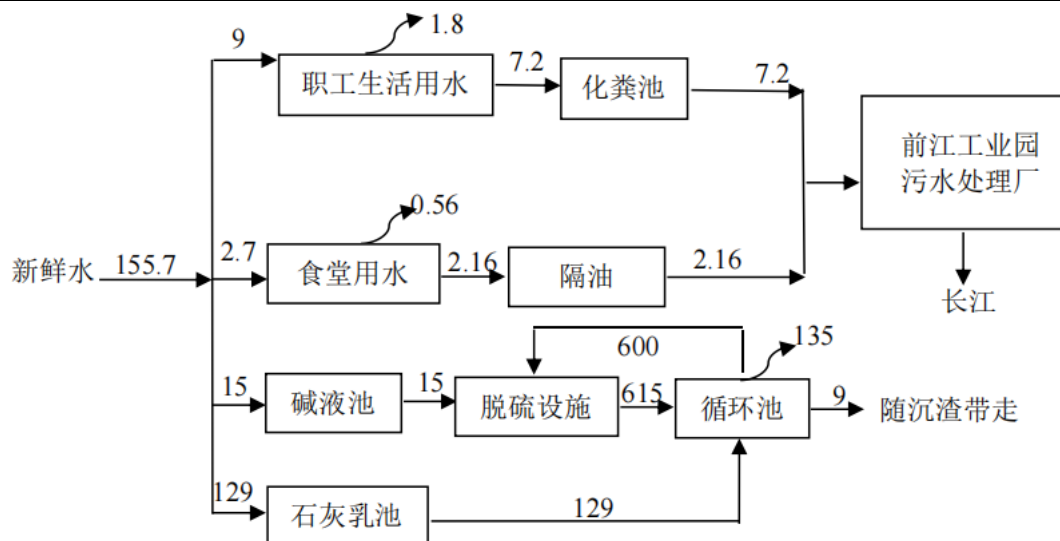 1.8
9
职工生活用水
7.2
化粪池
7.2
前江工业园
污水处理厂
0.56
新鲜水
155.7
2.7
食堂用水
2.16
隔油
2.16
长江
600
135
15
碱液池
15
脱硫设施
615
循环池
9
随沉渣带走
129
石灰乳池
129